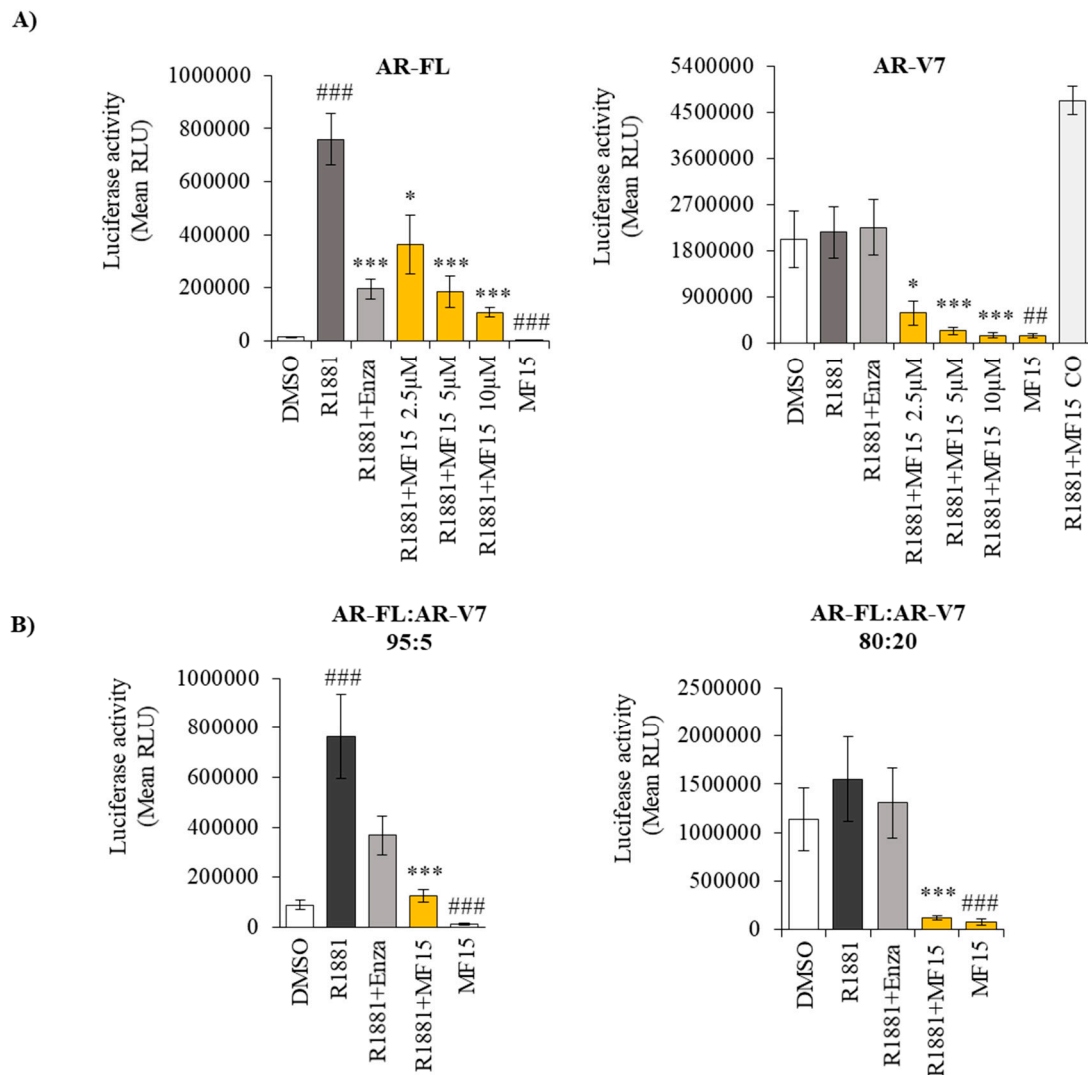 A)
AR-FL
Luciferase activity
(Mean RLU)
1000000
800000
600000
400000
200000
0
###
***
*
***
***
###
DMSO
R1881
R1881+Enza
R1881+MF15 2.5µM
R1881+MF15 5µM
R1881+MF15 10µM
MF15
AR-V7
Luciferase activity
(Mean RLU)
5400000
4500000
3600000
2700000
1800000
900000
0
*
***
***
##
DMSO
R1881
R1881+Enza
R1881+MF15 2.5µM
R1881+MF15 5µM
R1881+MF15 10µM
MF15
R1881+MF15 CO
B)
AR-FL:AR-V7
95:5
Luciferase activity
(Mean RLU)
1000000
800000
600000
400000
200000
0
###
***
###
DMSO
R1881
R1881+Enza
R1881+MF15
MF15
AR-FL:AR-V7
80:20
Lucifease activity
(Mean RLU)
2500000
2000000
1500000
1000000
500000
0
***
###
DMSO
R1881
R1881+Enza
R1881+MF15
MF15